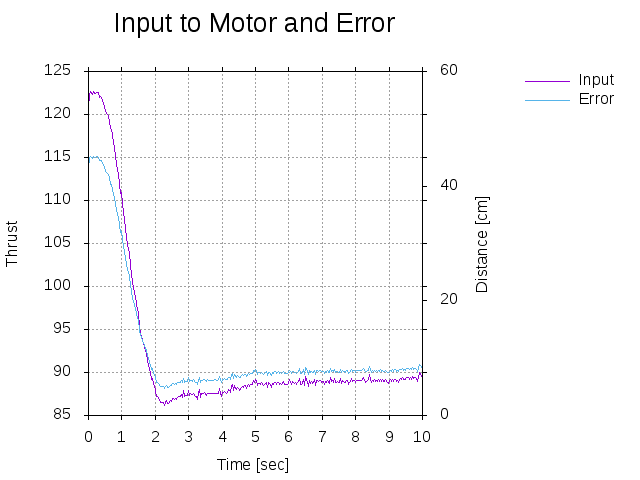 Input to Motor and Error
125
120
115
110
105
100
95
90
85
Thrust
60
40
20
0
Distance [cm]
Input
Error
0 1 2 3 4 5 6 7 8 9 10
Time [sec]